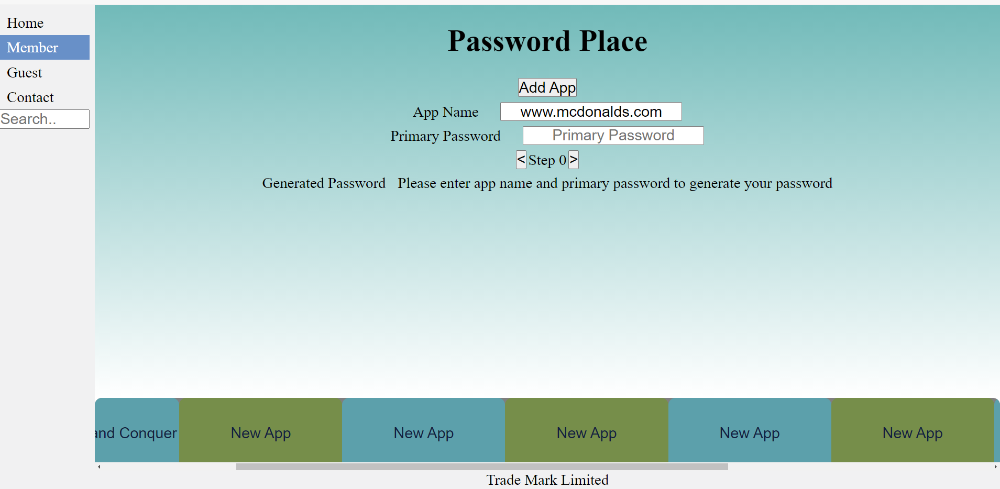 Home
Member
Guest
Contact
Search..
Password Place
Add App
App Name www.mcdonalds.com
Primary Password Primary Password
< Step 0 >
Generated Password Please enter app name and primary password to generate your password
and Conquer New App New App New App New App New App
Trade Mark Limited